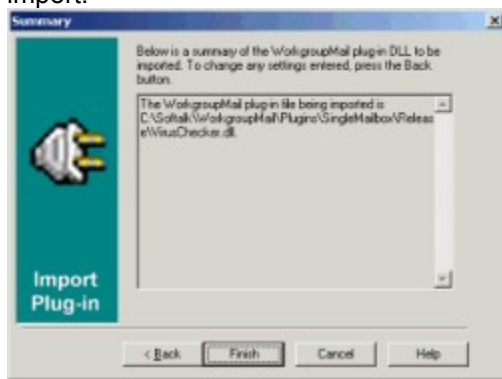 import.
Summary
Below is a summary of the WorkgroupMail plug-in DLL to be
imported. To change any settings entered, press the Back
button.
The WorkgroupMail plug-in file being imported is
C:\Softalk\WorkgroupMail\Plugins\SingleMailbox\Releas
e\VirusChecker.dll.
Import
Plug-in
< Back
Finish
Cancel
Help